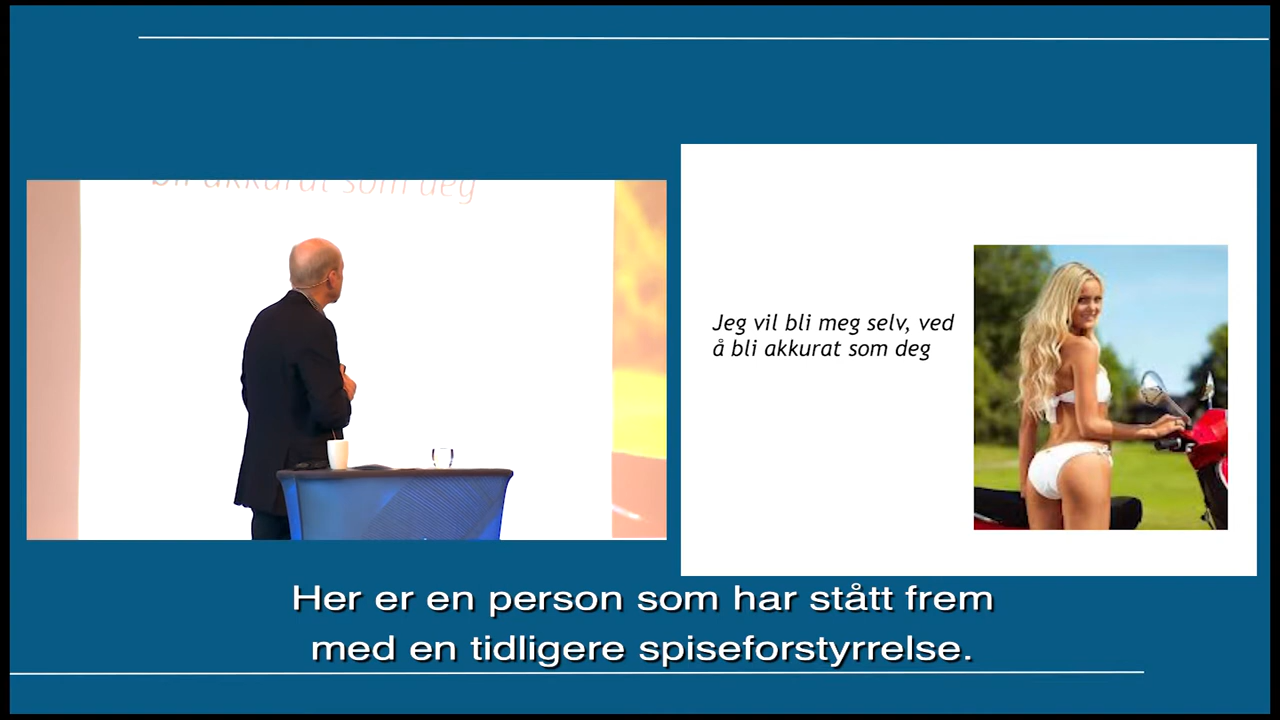 bli akkurat som deg
Jeg vil bli meg selv, ved
å bli akkurat som deg
Her er en person som har stått frem
med en tidligere spiseforstyrrelse.